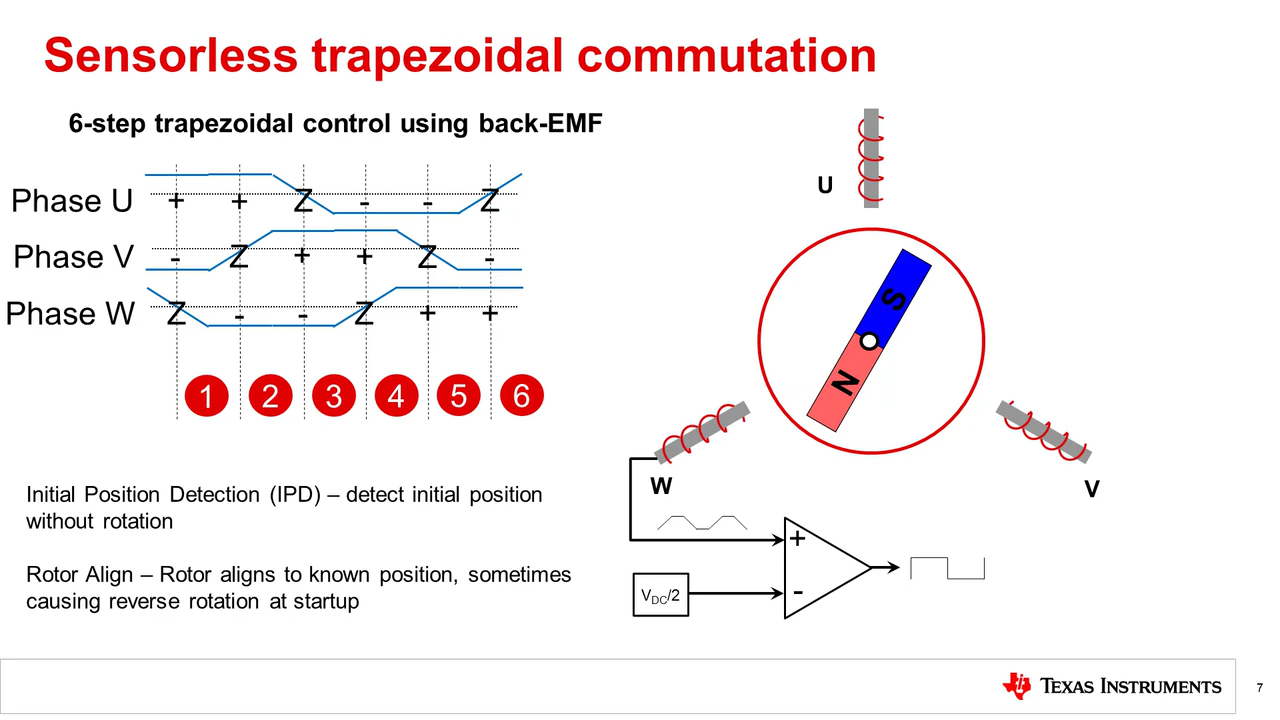 Sensorless trapezoidal commutation
6-step trapezoidal control using back-EMF
Phase U + + Z - - Z
Phase V - Z + + Z -
Phase W Z - - Z + +
1 2 3 4 5 6
Initial Position Detection (IPD) – detect initial position
without rotation
Rotor Align – Rotor aligns to known position, sometimes
causing reverse rotation at startup
U
S
N
W
V
+
VDC/2
-
TEXAS INSTRUMENTS
7